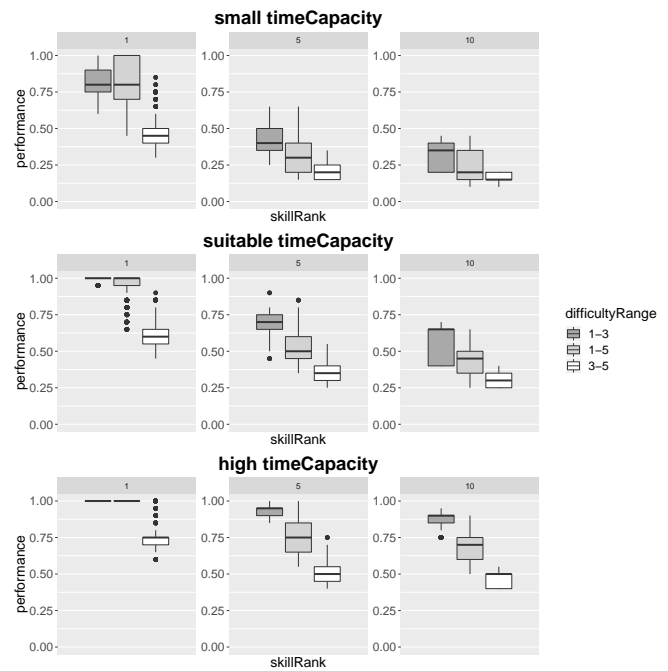 small timeCapacity
1 5 10
1.00 1.00 1.00
0.75 0.75 0.75
0.50 0.50 0.50
0.25 0.25 0.25
0.00 0.00 0.00
performance
skillRank
suitable timeCapacity
1 5 10
1.00 1.00 1.00
0.75 0.75 0.75
0.50 0.50 0.50
0.25 0.25 0.25
0.00 0.00 0.00
performance
skillRank
difficultyRange
1−3
1−5
3−5
high timeCapacity
1 5 10
1.00 1.00 1.00
0.75 0.75 0.75
0.50 0.50 0.50
0.25 0.25 0.25
0.00 0.00 0.00
performance
skillRank